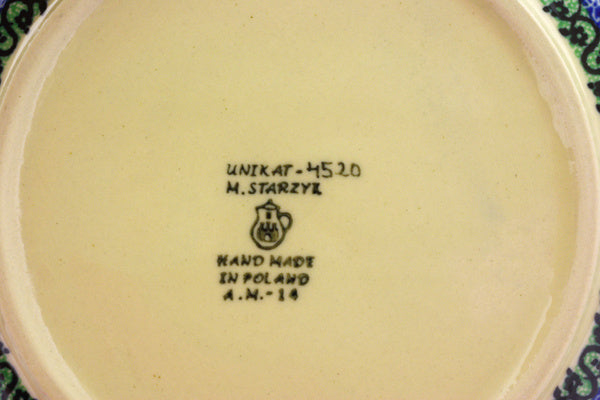 UNIKAT-4520
M. STARZYK
HAND MADE
IN POLAND
A.M.-14